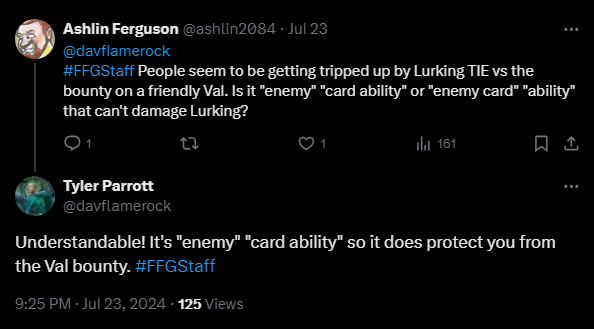 Ashlin Ferguson @ashlin2084 · Jul 23
@davflamerock
#FFGStaff People seem to be getting tripped up by Lurking TIE vs the
bounty on a friendly Val. Is it "enemy" "card ability" or "enemy card" "ability"
that can't damage Lurking?
1 1 161
Tyler Parrott
@davflamerock
Understandable! It's "enemy" "card ability" so it does protect you from
the Val bounty. #FFGStaff
9:25 PM · Jul 23, 2024 · 125 Views